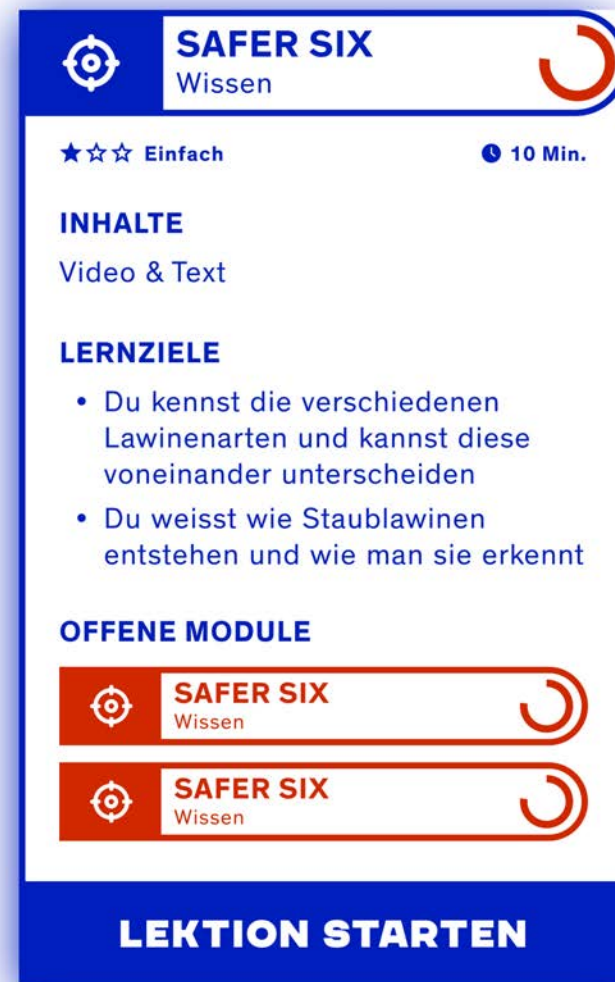 SAFER SIX
Wissen
★☆☆ Einfach
10 Min.
INHALTE
Video & Text
LERNZIELE
• Du kennst die verschiedenen
Lawinenarten und kannst diese
voneinander unterscheiden
• Du weisst wie Staublawinen
entstehen und wie man sie erkennt
OFFENE MODULE
SAFER SIX
Wissen
SAFER SIX
Wissen
LEKTION STARTEN